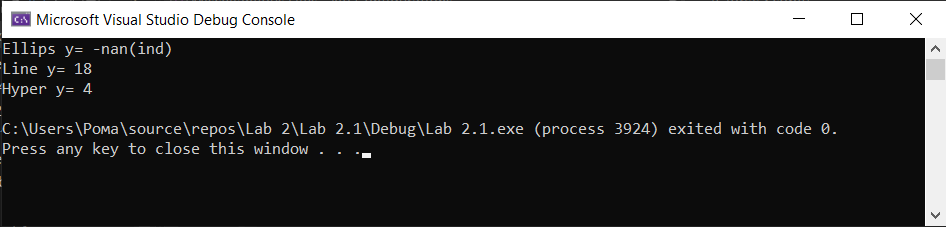 Microsoft Visual Studio Debug Console
Ellips y= -nan(ind)
Line y= 18
Hyper y= 4
C:\Users\Рома\source\repos\Lab 2\Lab 2.1\Debug\Lab 2.1.exe (process 3924) exited with code 0.
Press any key to close this window . . .